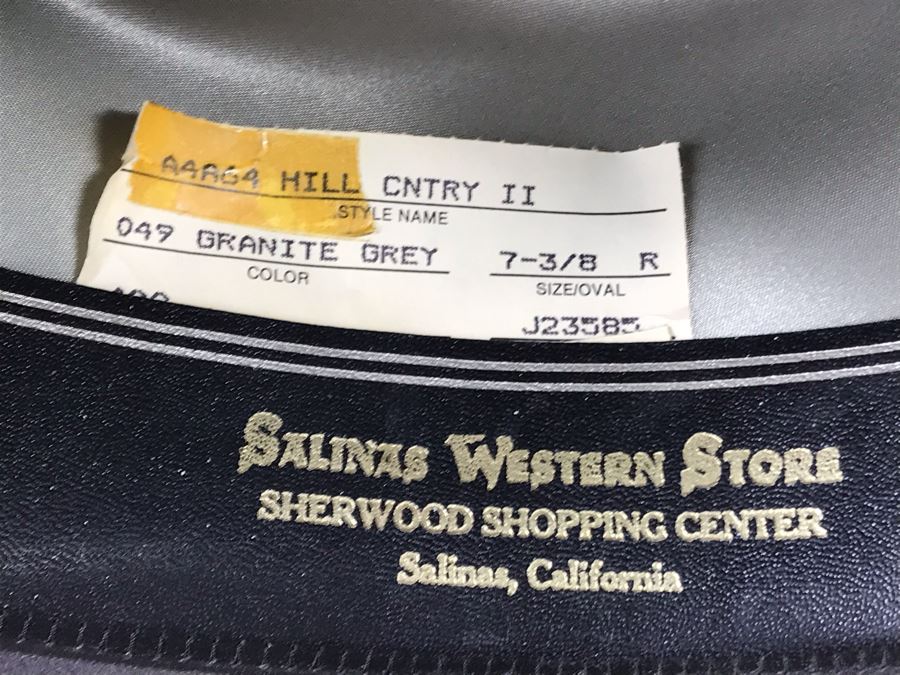 A4A64 HILL CNTRY II
STYLE NAME
049 GRANITE GREY 7-3/8 R
COLOR SIZE/OVAL
J23585
SALINAS WESTERN STORE
SHERWOOD SHOPPING CENTER
Salinas, California